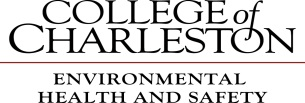 COLLEGE of
CHARLESTON
ENVIRONMENTAL
HEALTH AND SAFETY